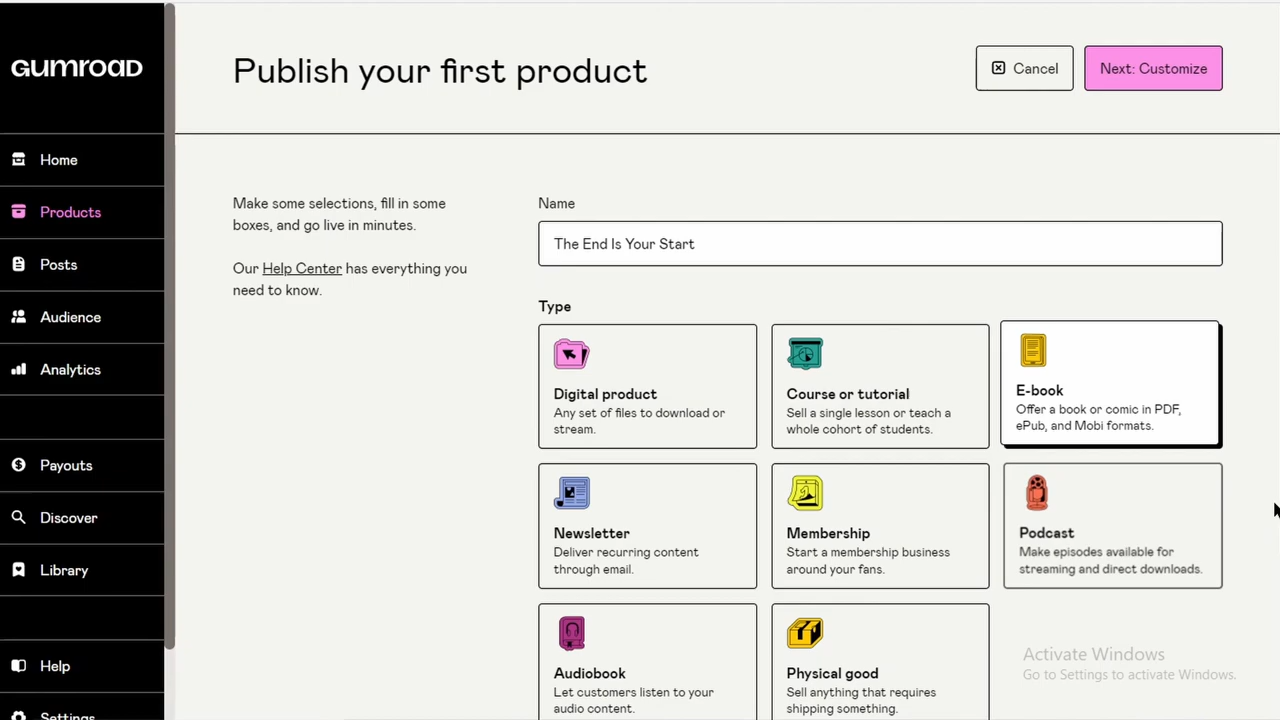 GUMROAD
Home
Products
Posts
Audience
Analytics
Payouts
Discover
Library
Help
Settings
Publish your first product
Cancel
Next: Customize
Make some selections, fill in some
boxes, and go live in minutes.
Our Help Center has everything you
need to know.
Name
The End Is Your Start
Type
Digital product
Any set of files to download or
stream.
Course or tutorial
Sell a single lesson or teach a
whole cohort of students.
E-book
Offer a book or comic in PDF,
ePub, and Mobi formats.
Newsletter
Deliver recurring content
through email.
Membership
Start a membership business
around your fans.
Podcast
Make episodes available for
streaming and direct downloads.
Audiobook
Let customers listen to your
audio content.
Physical good
Sell anything that requires
shipping something.
Activate Windows
Go to Settings to activate Windows.